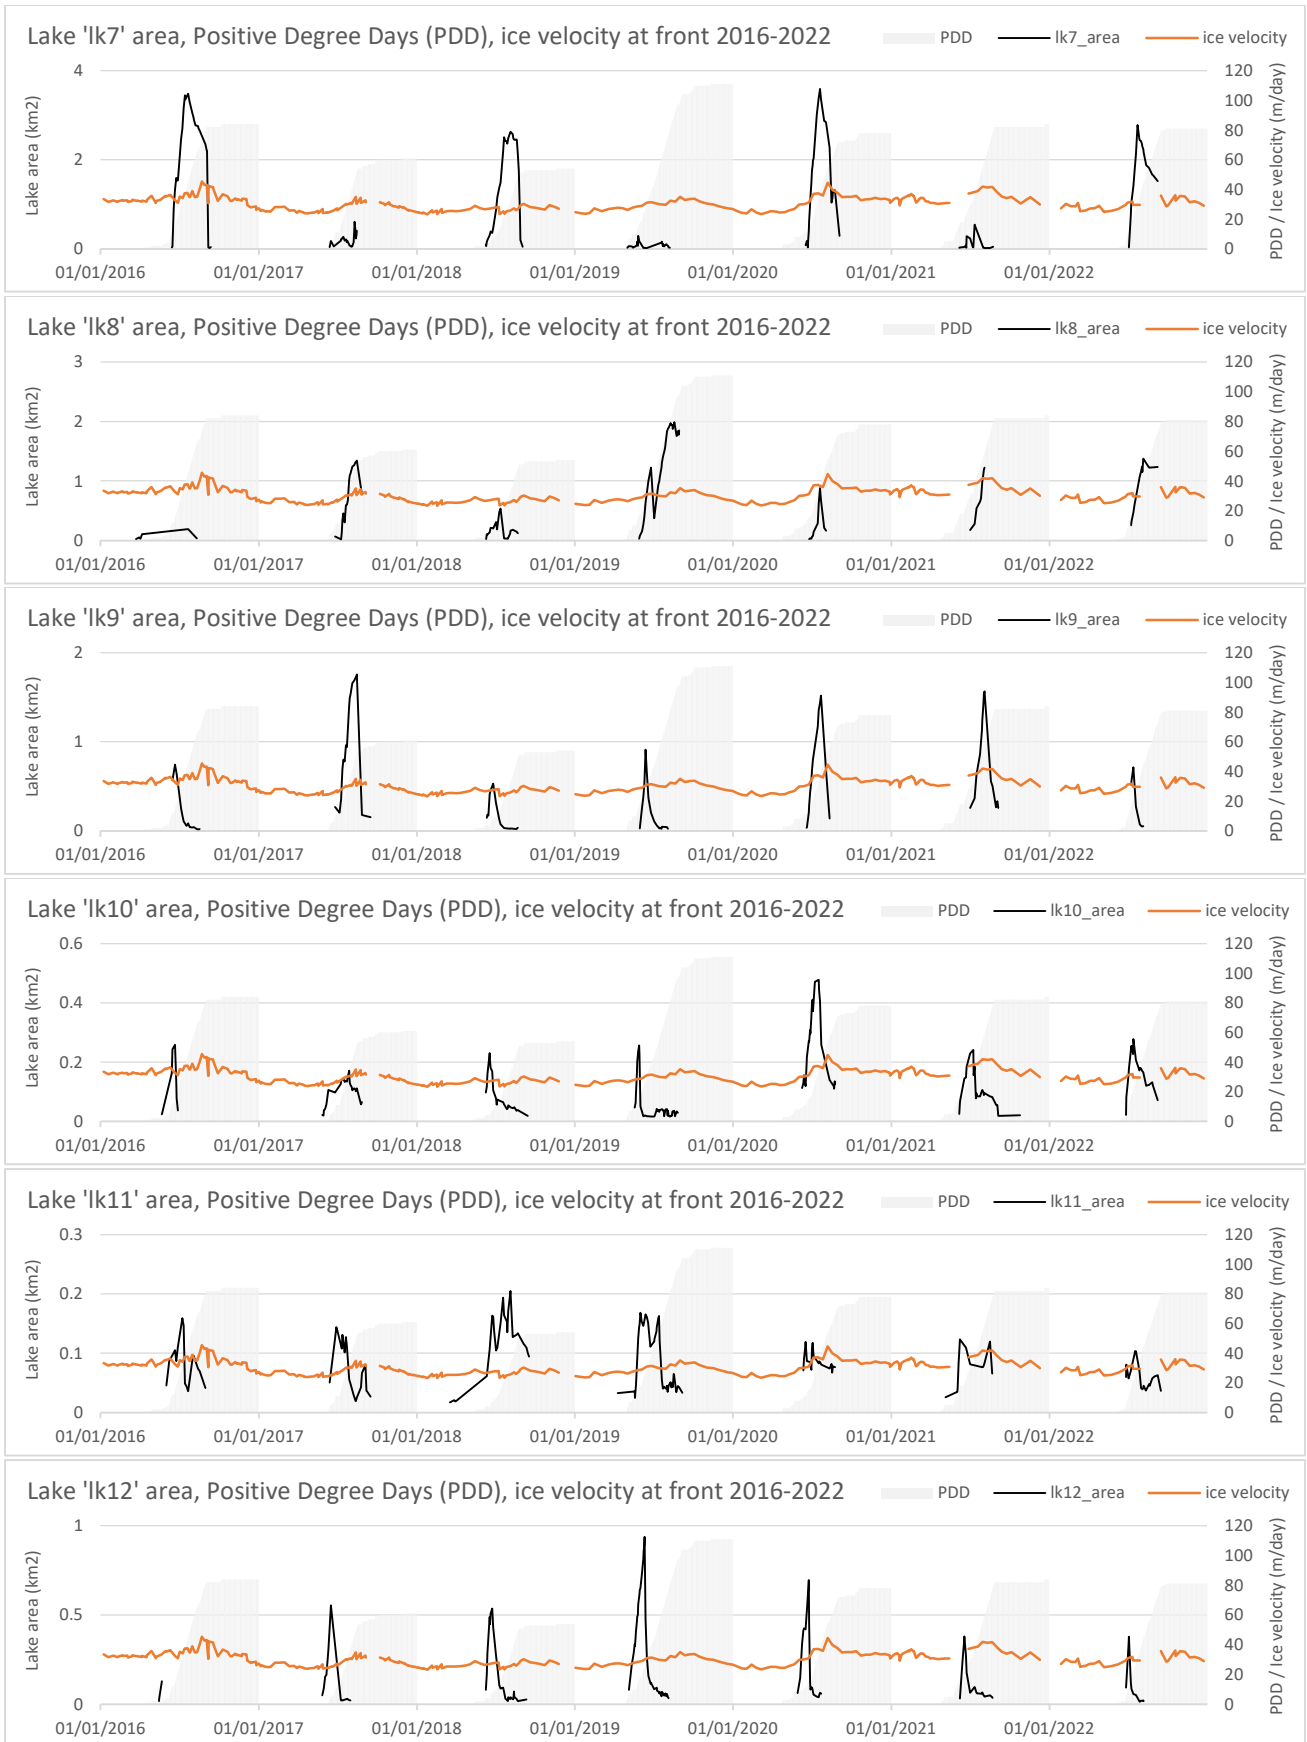 Lake 'lk7' area, Positive Degree Days (PDD), ice velocity at front 2016-2022 PDD lk7_area ice velocity
Lake area (km2)
4
2
0
120
100
80
60
40
20
0
PDD / Ice velocity (m/day)
01/01/2016 01/01/2017 01/01/2018 01/01/2019 01/01/2020 01/01/2021 01/01/2022
Lake 'lk8' area, Positive Degree Days (PDD), ice velocity at front 2016-2022 PDD lk8_area ice velocity
Lake area (km2)
3
2
1
0
120
100
80
60
40
20
0
PDD / Ice velocity (m/day)
01/01/2016 01/01/2017 01/01/2018 01/01/2019 01/01/2020 01/01/2021 01/01/2022
Lake 'lk9' area, Positive Degree Days (PDD), ice velocity at front 2016-2022 PDD lk9_area ice velocity
Lake area (km2)
2
1
0
120
100
80
60
40
20
0
PDD / Ice velocity (m/day)
01/01/2016 01/01/2017 01/01/2018 01/01/2019 01/01/2020 01/01/2021 01/01/2022
Lake 'lk10' area, Positive Degree Days (PDD), ice velocity at front 2016-2022 PDD lk10_area ice velocity
Lake area (km2)
0.6
0.4
0.2
0
120
100
80
60
40
20
0
PDD / Ice velocity (m/day)
01/01/2016 01/01/2017 01/01/2018 01/01/2019 01/01/2020 01/01/2021 01/01/2022
Lake 'lk11' area, Positive Degree Days (PDD), ice velocity at front 2016-2022 PDD lk11_area ice velocity
Lake area (km2)
0.3
0.2
0.1
0
120
100
80
60
40
20
0
PDD / Ice velocity (m/day)
01/01/2016 01/01/2017 01/01/2018 01/01/2019 01/01/2020 01/01/2021 01/01/2022
Lake 'lk12' area, Positive Degree Days (PDD), ice velocity at front 2016-2022 PDD lk12_area ice velocity
Lake area (km2)
1
0.5
0
120
100
80
60
40
20
0
PDD / Ice velocity (m/day)
01/01/2016 01/01/2017 01/01/2018 01/01/2019 01/01/2020 01/01/2021 01/01/2022